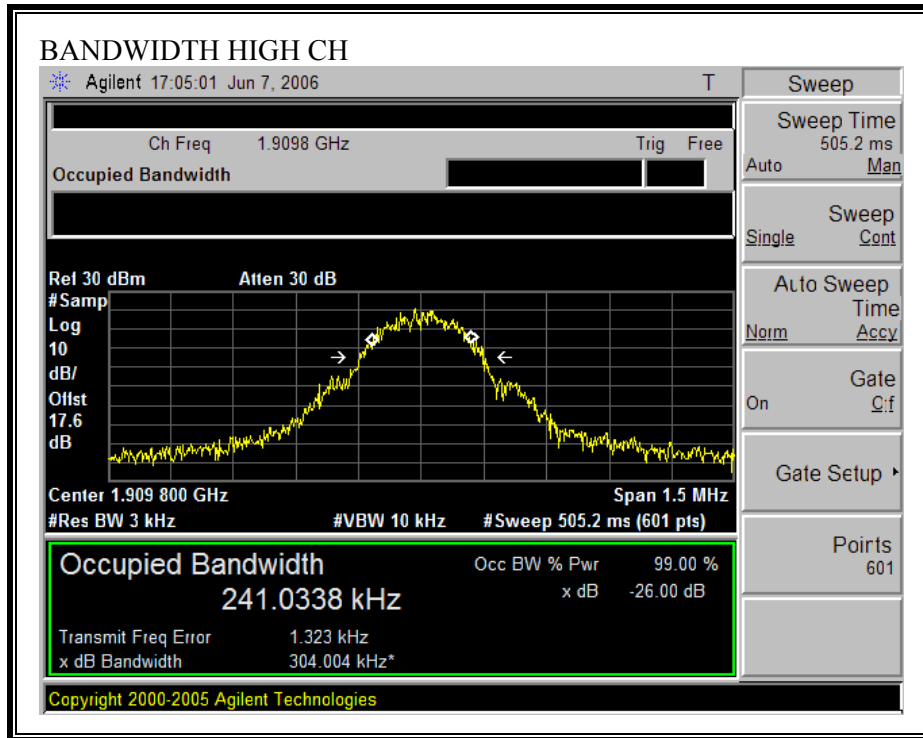 BANDWIDTH HIGH CH
Agilent 17:05:01 Jun 7, 2006 T
Ch Freq 1.9098 GHz Trig Free
Occupied Bandwidth
Ref 30 dBm Atten 30 dB
#Samp
Log
10
dB/
Offst
17.6
dB
Center 1.909 800 GHz Span 1.5 MHz
#Res BW 3 kHz #VBW 10 kHz #Sweep 505.2 ms (601 pts)
Occupied Bandwidth
241.0338 kHz
Occ BW % Pwr 99.00 %
x dB -26.00 dB
Transmit Freq Error 1.323 kHz
x dB Bandwidth 304.004 kHz*
Copyright 2000-2005 Agilent Technologies
Sweep
Sweep Time
505.2 ms
Auto Man
Sweep
Single Cont
Auto Sweep
Time
Norm Accy
Gate
On Off
Gate Setup
Points
601